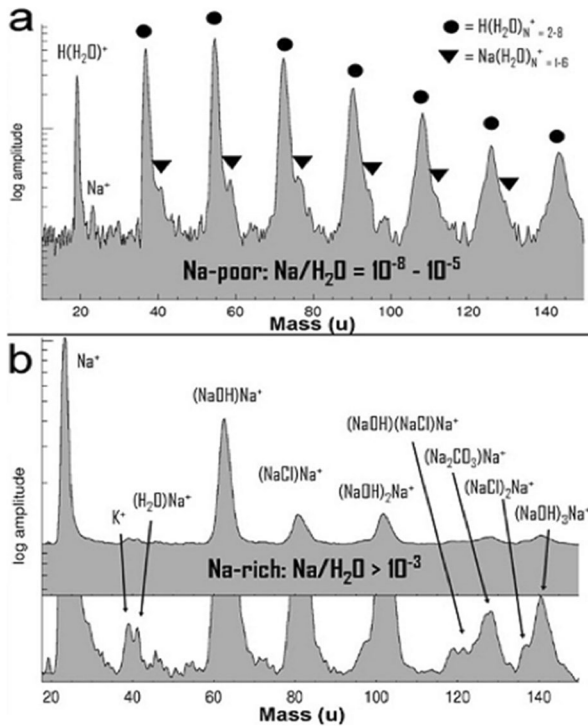 a
● = H(H₂O)N⁺ = 2-8
▼ = Na(H₂O)N⁺ = 1-6
H(H₂O)⁺
Na⁺
log amplitude
Na-poor: Na/H₂O = 10⁻⁸ - 10⁻⁵
20 40 60 80 100 120 140
Mass (u)
b
Na⁺
(NaOH)Na⁺
(NaOH)(NaCl)Na⁺
(Na₂CO₃)Na⁺
(NaCl)Na⁺
(NaOH)₂Na⁺
(NaCl)₂Na⁺
(NaOH)₃Na⁺
K⁺
(H₂O)Na⁺
log amplitude
Na-rich: Na/H₂O > 10⁻³
20 40 60 80 100 120 140
Mass (u)